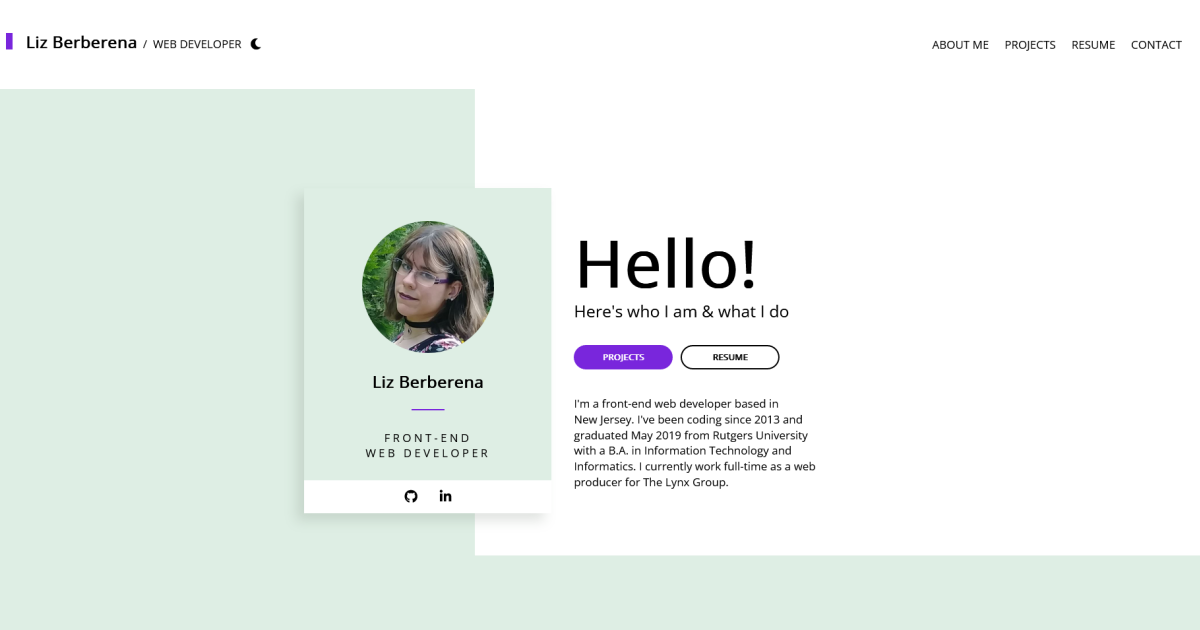 Liz Berberena / WEB DEVELOPER
ABOUT ME PROJECTS RESUME CONTACT
Liz Berberena
FRONT-END
WEB DEVELOPER
Hello!
Here's who I am & what I do
PROJECTS RESUME
I'm a front-end web developer based in
New Jersey. I've been coding since 2013 and
graduated May 2019 from Rutgers University
with a B.A. in Information Technology and
Informatics. I currently work full-time as a web
producer for The Lynx Group.